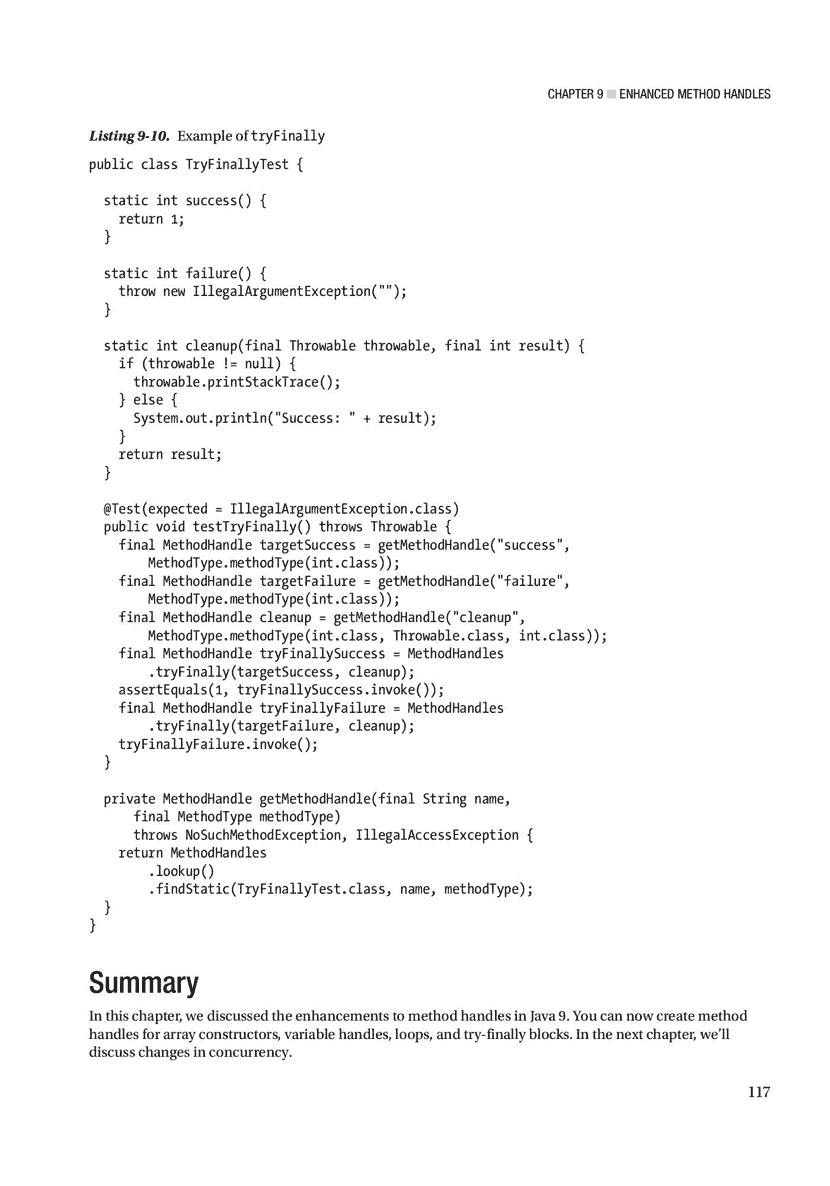 CHAPTER 9 ■ ENHANCED METHOD HANDLES
Listing 9-10. Example of tryFinally
public class TryFinallyTest {
  static int success() {
    return 1;
  }
  static int failure() {
    throw new IllegalArgumentException("");
  }
  static int cleanup(final Throwable throwable, final int result) {
    if (throwable != null) {
      throwable.printStackTrace();
    } else {
      System.out.println("Success: " + result);
    }
    return result;
  }
  @Test(expected = IllegalArgumentException.class)
  public void testTryFinally() throws Throwable {
    final MethodHandle targetSuccess = getMethodHandle("success",
        MethodType.methodType(int.class));
    final MethodHandle targetFailure = getMethodHandle("failure",
        MethodType.methodType(int.class));
    final MethodHandle cleanup = getMethodHandle("cleanup",
        MethodType.methodType(int.class, Throwable.class, int.class));
    final MethodHandle tryFinallySuccess = MethodHandles
        .tryFinally(targetSuccess, cleanup);
    assertEquals(1, tryFinallySuccess.invoke());
    final MethodHandle tryFinallyFailure = MethodHandles
        .tryFinally(targetFailure, cleanup);
    tryFinallyFailure.invoke();
  }
  private MethodHandle getMethodHandle(final String name,
      final MethodType methodType)
      throws NoSuchMethodException, IllegalAccessException {
    return MethodHandles
        .lookup()
        .findStatic(TryFinallyTest.class, name, methodType);
  }
}
Summary
In this chapter, we discussed the enhancements to method handles in Java 9. You can now create method
handles for array constructors, variable handles, loops, and try-finally blocks. In the next chapter, we’ll
discuss changes in concurrency.
117